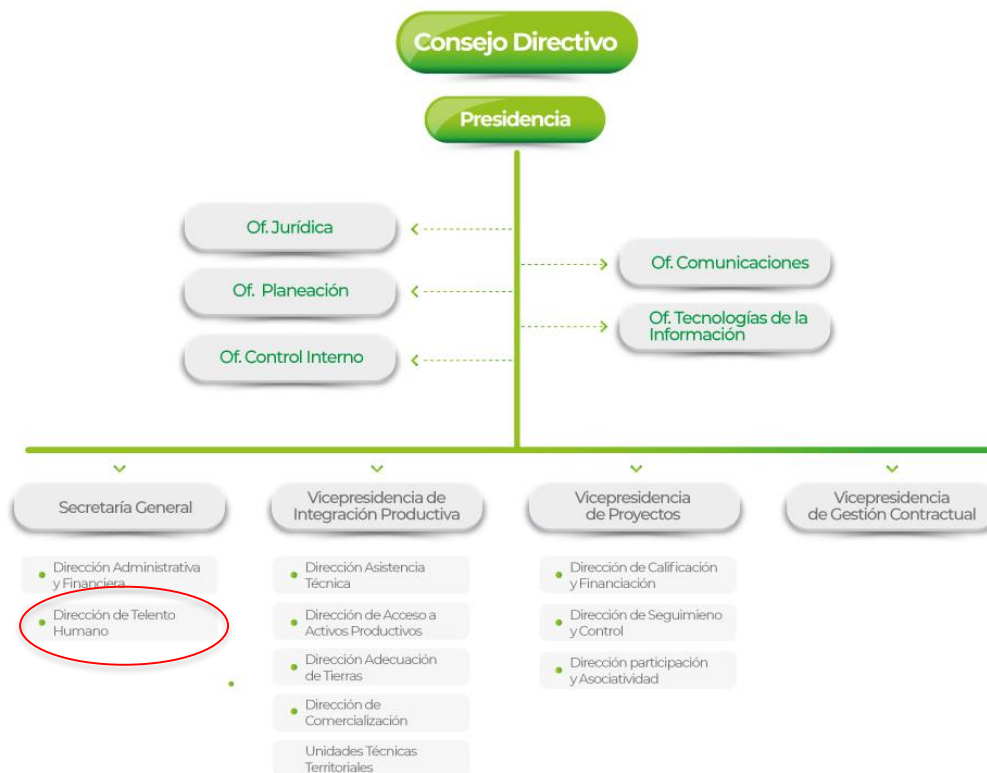 Consejo Directivo
Presidencia
Of. Jurídica
Of. Comunicaciones
Of. Planeación
Of. Tecnologías de la
Información
Of. Control Interno
Secretaría General
Dirección Administrativa
y Financiera
Dirección de Telento
Humano
Vicepresidencia de
Integración Productiva
Dirección Asistencia
Técnica
Dirección de Acceso a
Activos Productivos
Dirección Adecuación
de Tierras
Dirección de
Comercialización
Unidades Técnicas
Territoriales
Vicepresidencia
de Proyectos
Dirección de Calificación
y Financiación
Dirección de Seguimieno
y Control
Dirección participación
y Asociatividad
Vicepresidencia
de Gestión Contractual